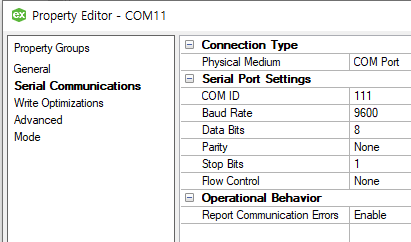 ex Property Editor - COM11
Property Groups
General
Serial Communications
Write Optimizations
Advanced
Mode
Connection Type
Physical Medium COM Port
Serial Port Settings
COM ID 111
Baud Rate 9600
Data Bits 8
Parity None
Stop Bits 1
Flow Control None
Operational Behavior
Report Communication Errors Enable